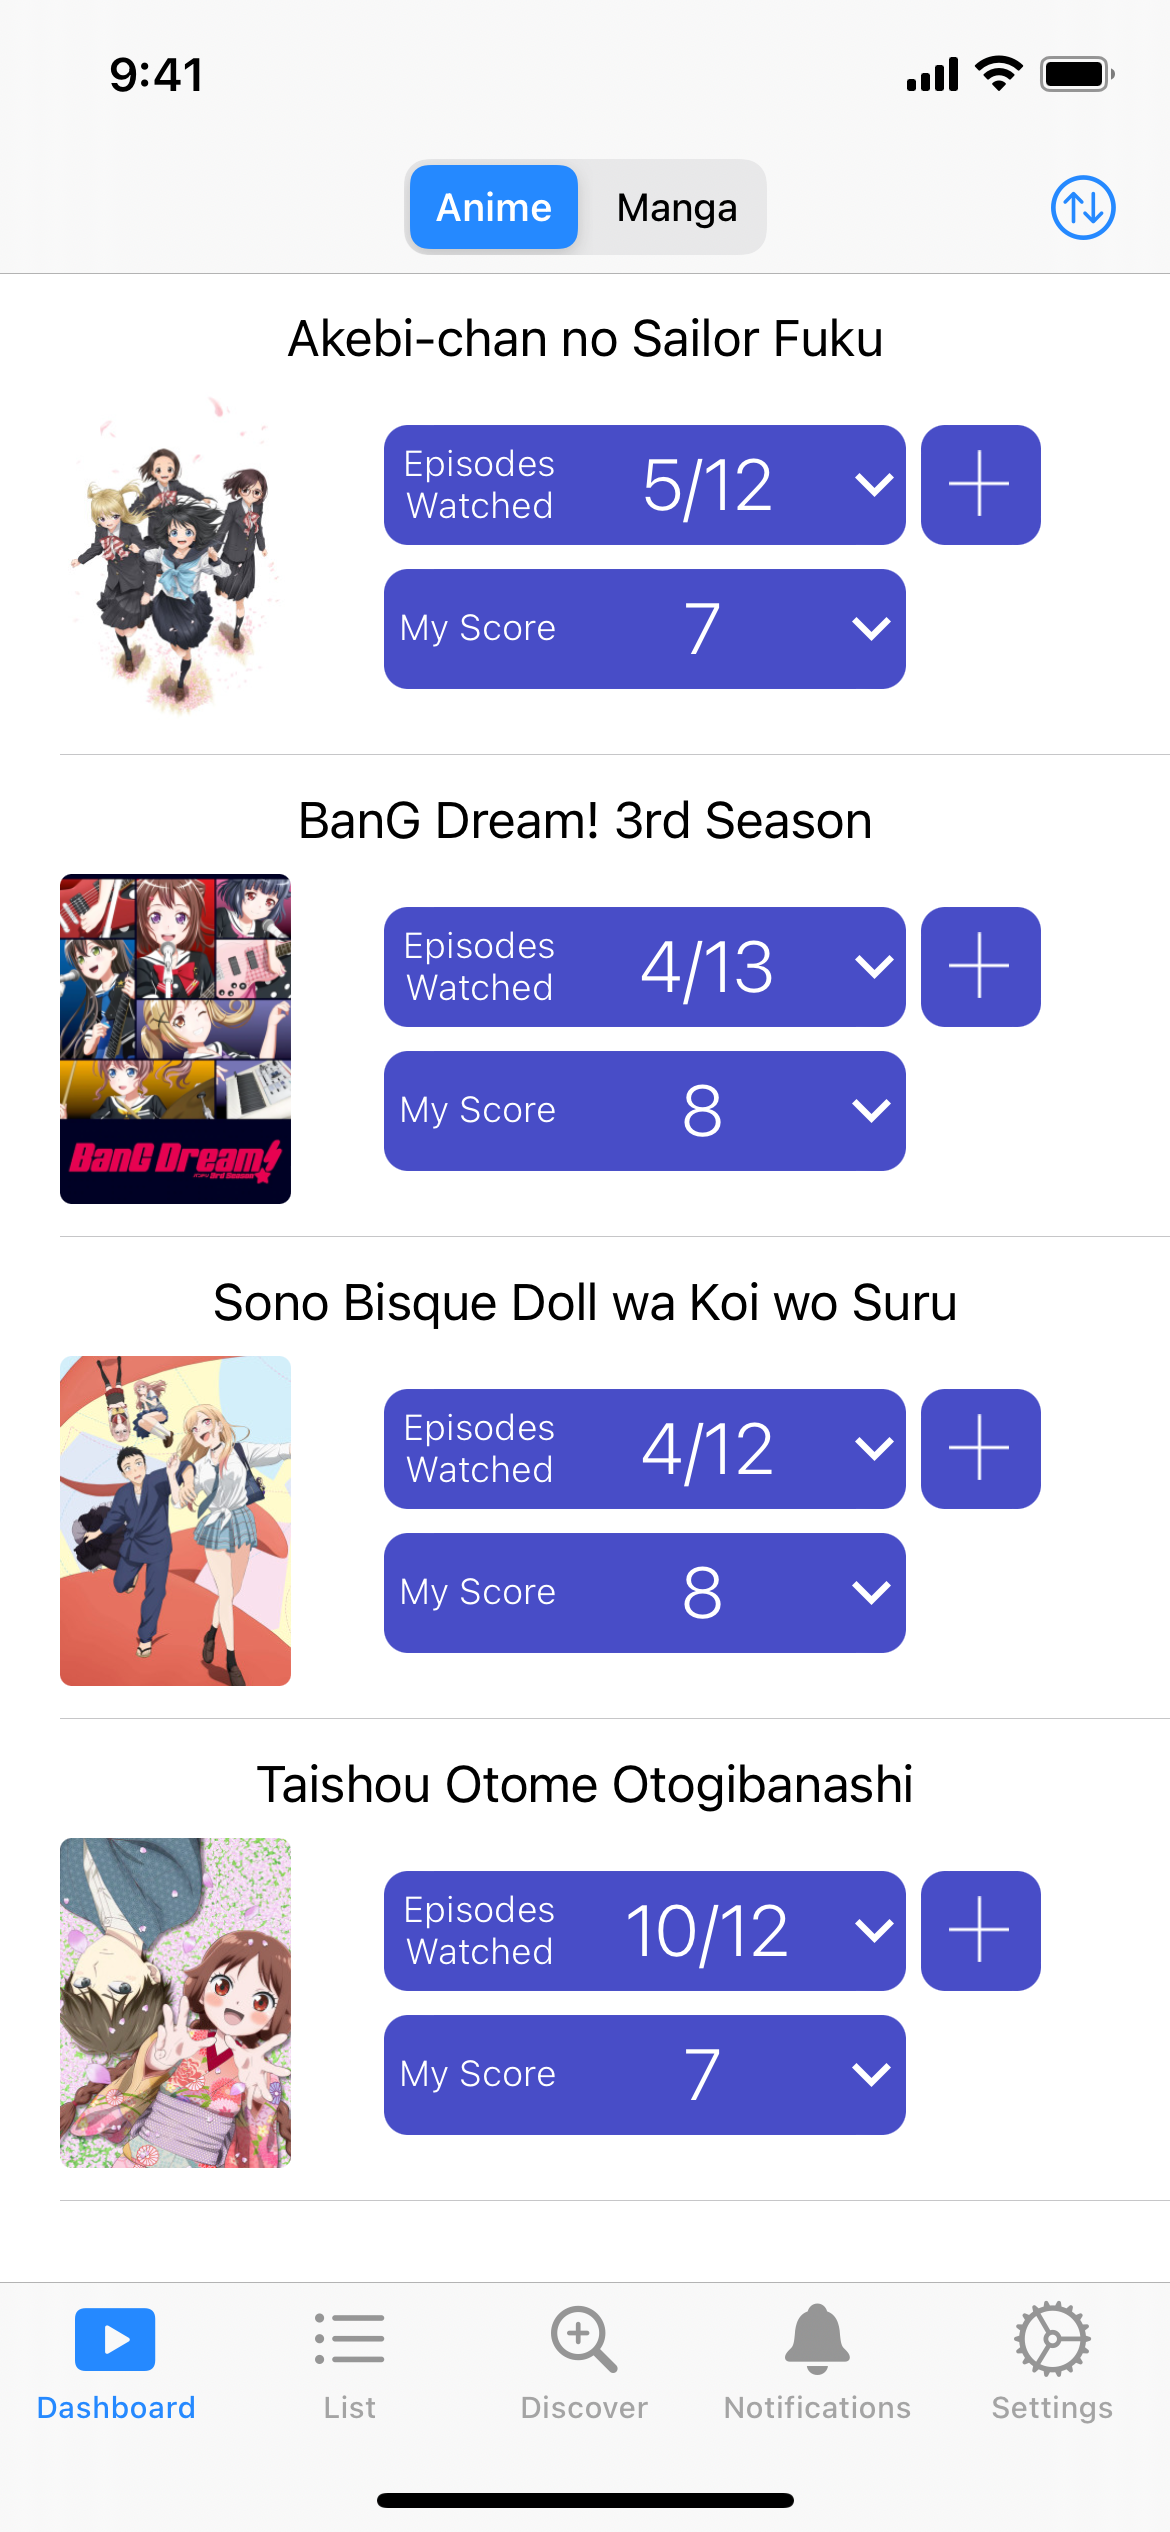 9:41
Anime
Manga
Akebi-chan no Sailor Fuku
Episodes
Watched
5/12
My Score
7
BanG Dream! 3rd Season
BanG Dream!
3rd Season
Episodes
Watched
4/13
My Score
8
Sono Bisque Doll wa Koi wo Suru
Episodes
Watched
4/12
My Score
8
Taishou Otome Otogibanashi
Episodes
Watched
10/12
My Score
7
Dashboard
List
Discover
Notifications
Settings